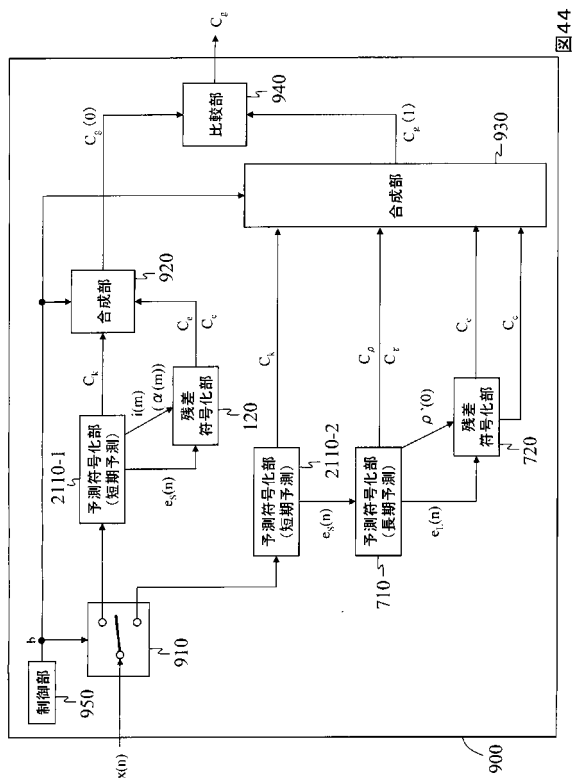 制御部
950
b
x(n)
910
2110-1
予測符号化部
(短期予測)
C_k
i(m)
(α(m))
e_S(n)
残差
符号化部
120
C_e
C_c
合成部
920
C_g(0)
比較部
940
C_g
予測符号化部
(短期予測)
2110-2
C_k
e_S(n)
予測符号化部
(長期予測)
710
C_ρ
C_τ
ρ'(0)
e_L(n)
残差
符号化部
720
C_e
C_c
合成部
930
C_g(1)
900
図44